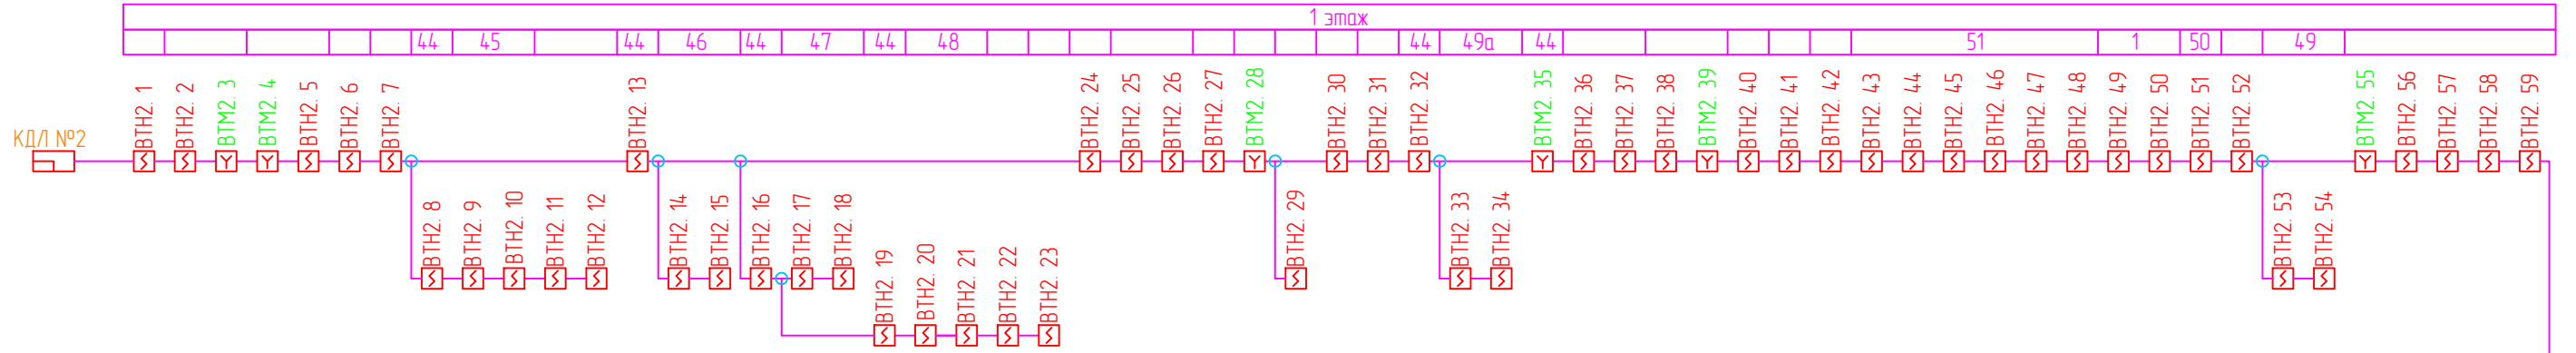 1 этаж
44 45 44 46 44 47 44 48 44 49а 44 51 1 50 49
КДЛ №2
ВТН2. 1
ВТН2. 2
ВТМ2. 3
ВТМ2. 4
ВТН2. 5
ВТН2. 6
ВТН2. 7
ВТН2. 13
ВТН2. 24
ВТН2. 25
ВТН2. 26
ВТН2. 27
ВТМ2. 28
ВТН2. 30
ВТН2. 31
ВТН2. 32
ВТМ2. 35
ВТН2. 36
ВТН2. 37
ВТН2. 38
ВТМ2. 39
ВТН2. 40
ВТН2. 41
ВТН2. 42
ВТН2. 43
ВТН2. 44
ВТН2. 45
ВТН2. 46
ВТН2. 47
ВТН2. 48
ВТН2. 49
ВТН2. 50
ВТН2. 51
ВТН2. 52
ВТМ2. 55
ВТН2. 56
ВТН2. 57
ВТН2. 58
ВТН2. 59
ВТН2. 8
ВТН2. 9
ВТН2. 10
ВТН2. 11
ВТН2. 12
ВТН2. 14
ВТН2. 15
ВТН2. 16
ВТН2. 17
ВТН2. 18
ВТН2. 29
ВТН2. 33
ВТН2. 34
ВТН2. 53
ВТН2. 54
ВТН2. 19
ВТН2. 20
ВТН2. 21
ВТН2. 22
ВТН2. 23